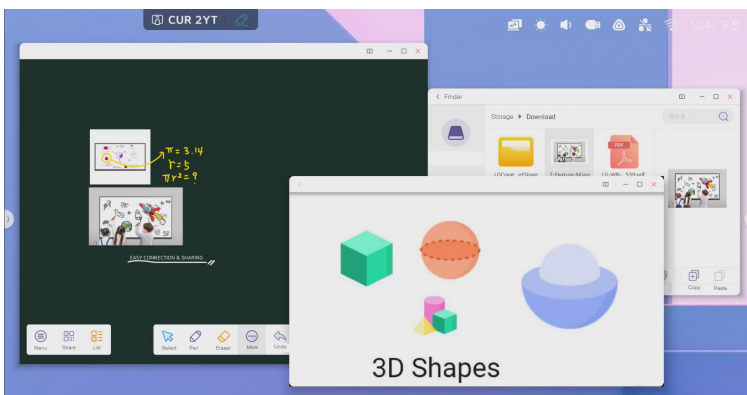 CUR 2YT
10:47 오전
Finder
Storage ▸ Download
PDF
π = 3.14
r = 5
πr² = ?
EASY CONNECTION & SHARING
3D Shapes
Copy
Paste
Menu
Share
List
Select
Pen
Eraser
More
Undo